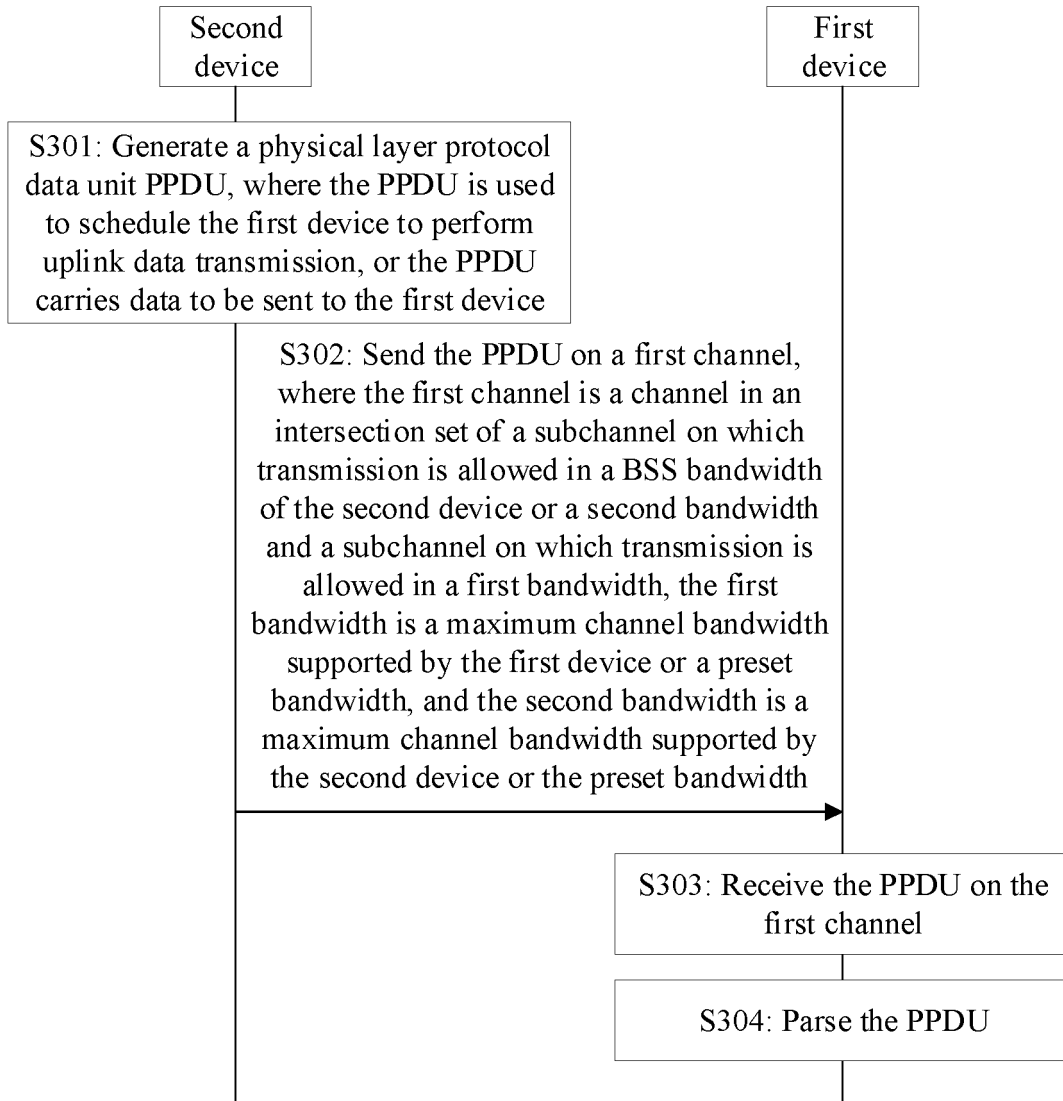 Second
device
First
device
S301: Generate a physical layer protocol
data unit PPDU, where the PPDU is used
to schedule the first device to perform
uplink data transmission, or the PPDU
carries data to be sent to the first device
S302: Send the PPDU on a first channel,
where the first channel is a channel in an
intersection set of a subchannel on which
transmission is allowed in a BSS bandwidth
of the second device or a second bandwidth
and a subchannel on which transmission is
allowed in a first bandwidth, the first
bandwidth is a maximum channel bandwidth
supported by the first device or a preset
bandwidth, and the second bandwidth is a
maximum channel bandwidth supported by
the second device or the preset bandwidth
S303: Receive the PPDU on the
first channel
S304: Parse the PPDU